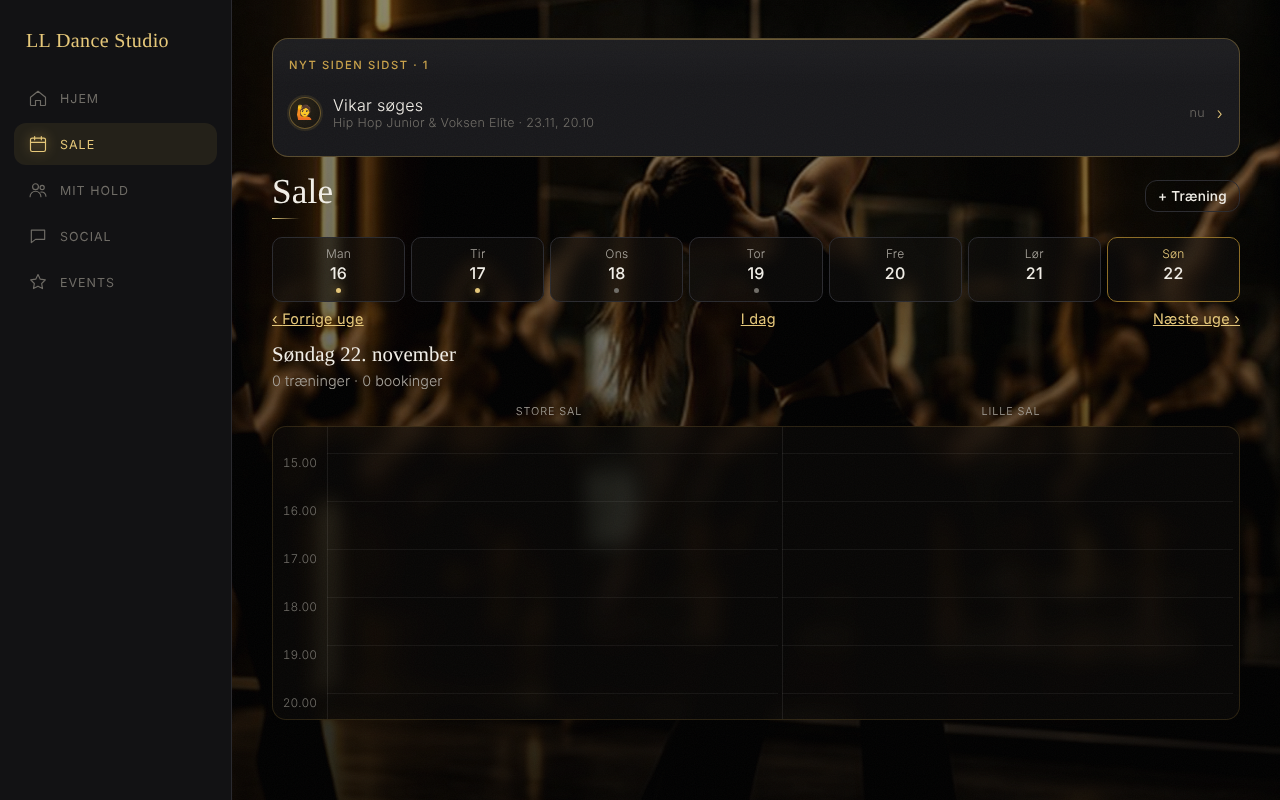 LL Dance Studio
HJEM
SALE
MIT HOLD
SOCIAL
EVENTS
NYT SIDEN SIDST · 1
Vikar søges
Hip Hop Junior & Voksen Elite · 23.11, 20.10
nu ›
Sale
+ Træning
Man Tir Ons Tor Fre Lør Søn
16 17 18 19 20 21 22
‹ Forrige uge I dag Næste uge ›
Søndag 22. november
0 træninger · 0 bookinger
STORE SAL LILLE SAL
15.00
16.00
17.00
18.00
19.00
20.00